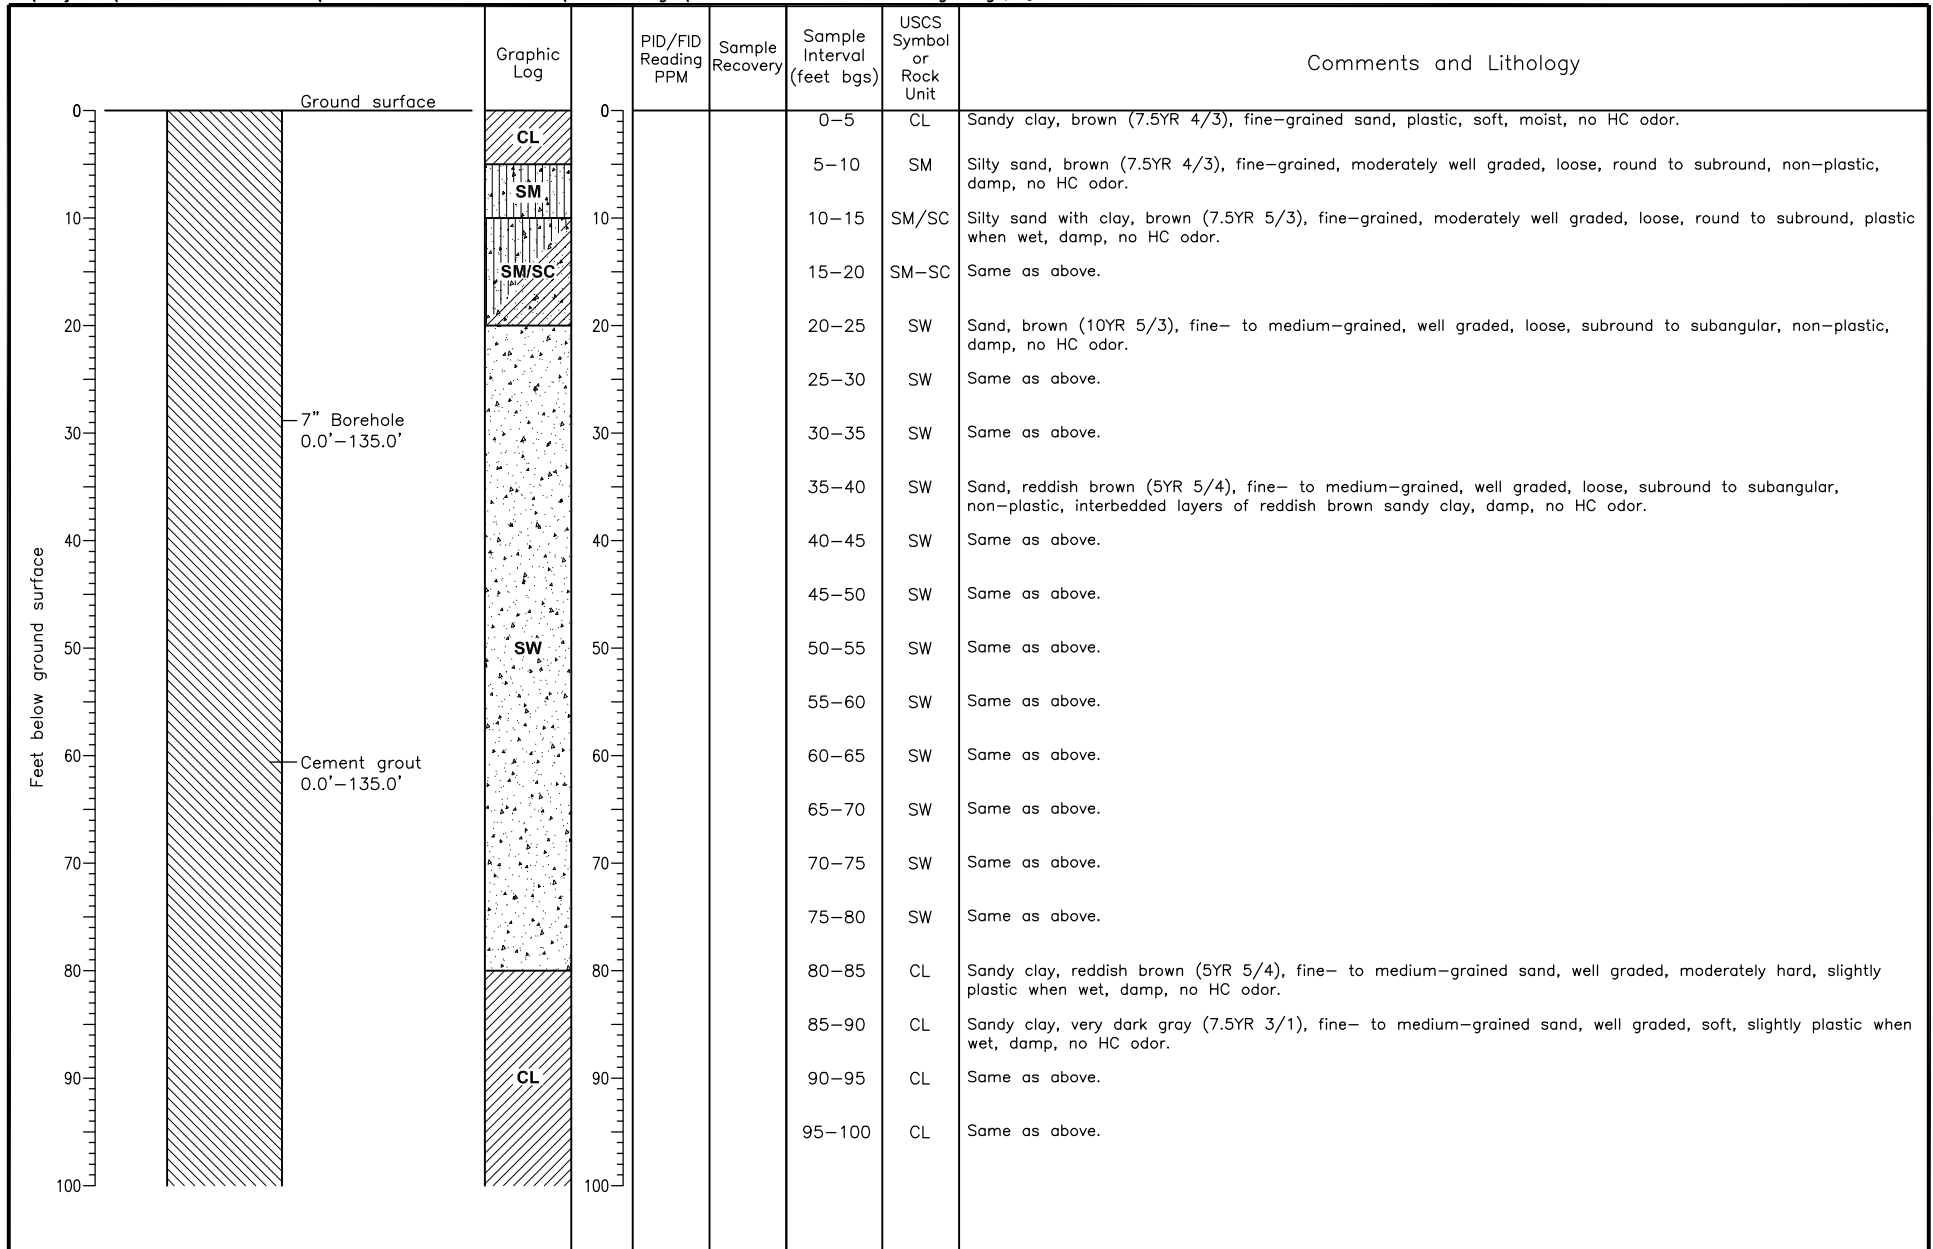 Graphic
Log
PID/FID
Reading
PPM
Sample
Recovery
Sample
Interval
(feet bgs)
USCS
Symbol
or
Rock
Unit
Comments and Lithology
Ground surface
0
0
0–5 CL Sandy clay, brown (7.5YR 4/3), fine–grained sand, plastic, soft, moist, no HC odor.
CL
5–10 SM Silty sand, brown (7.5YR 4/3), fine–grained, moderately well graded, loose, round to subround, non–plastic,
damp, no HC odor.
SM
10
10
10–15 SM/SC Silty sand with clay, brown (7.5YR 5/3), fine–grained, moderately well graded, loose, round to subround, plastic
when wet, damp, no HC odor.
SM/SC
15–20 SM–SC Same as above.
20
20
20–25 SW Sand, brown (10YR 5/3), fine– to medium–grained, well graded, loose, subround to subangular, non–plastic,
damp, no HC odor.
25–30 SW Same as above.
7” Borehole
0.0’–135.0’
30
30
30–35 SW Same as above.
35–40 SW Sand, reddish brown (5YR 5/4), fine– to medium–grained, well graded, loose, subround to subangular,
non–plastic, interbedded layers of reddish brown sandy clay, damp, no HC odor.
40
40
40–45 SW Same as above.
45–50 SW Same as above.
50
SW
50
50–55 SW Same as above.
55–60 SW Same as above.
Feet below ground surface
60
60
60–65 SW Same as above.
Cement grout
0.0’–135.0’
65–70 SW Same as above.
70
70
70–75 SW Same as above.
75–80 SW Same as above.
80
80
80–85 CL Sandy clay, reddish brown (5YR 5/4), fine– to medium–grained sand, well graded, moderately hard, slightly
plastic when wet, damp, no HC odor.
85–90 CL Sandy clay, very dark gray (7.5YR 3/1), fine– to medium–grained sand, well graded, soft, slightly plastic when
wet, damp, no HC odor.
90
CL
90
90–95 CL Same as above.
95–100 CL Same as above.
100
100